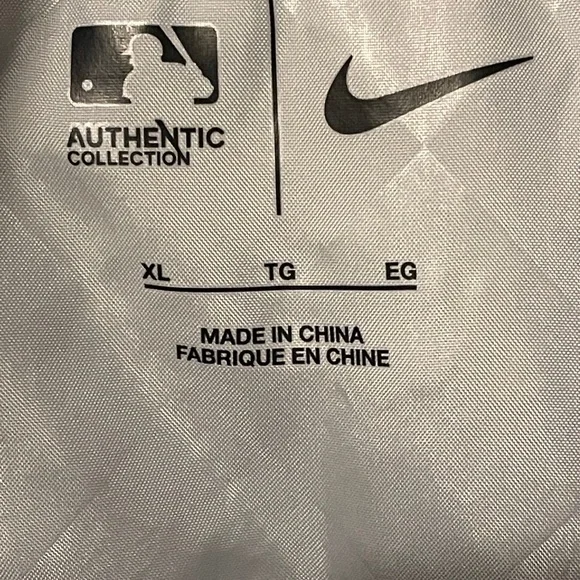 AUTHENTIC
COLLECTION
XL TG EG
MADE IN CHINA
FABRIQUE EN CHINE